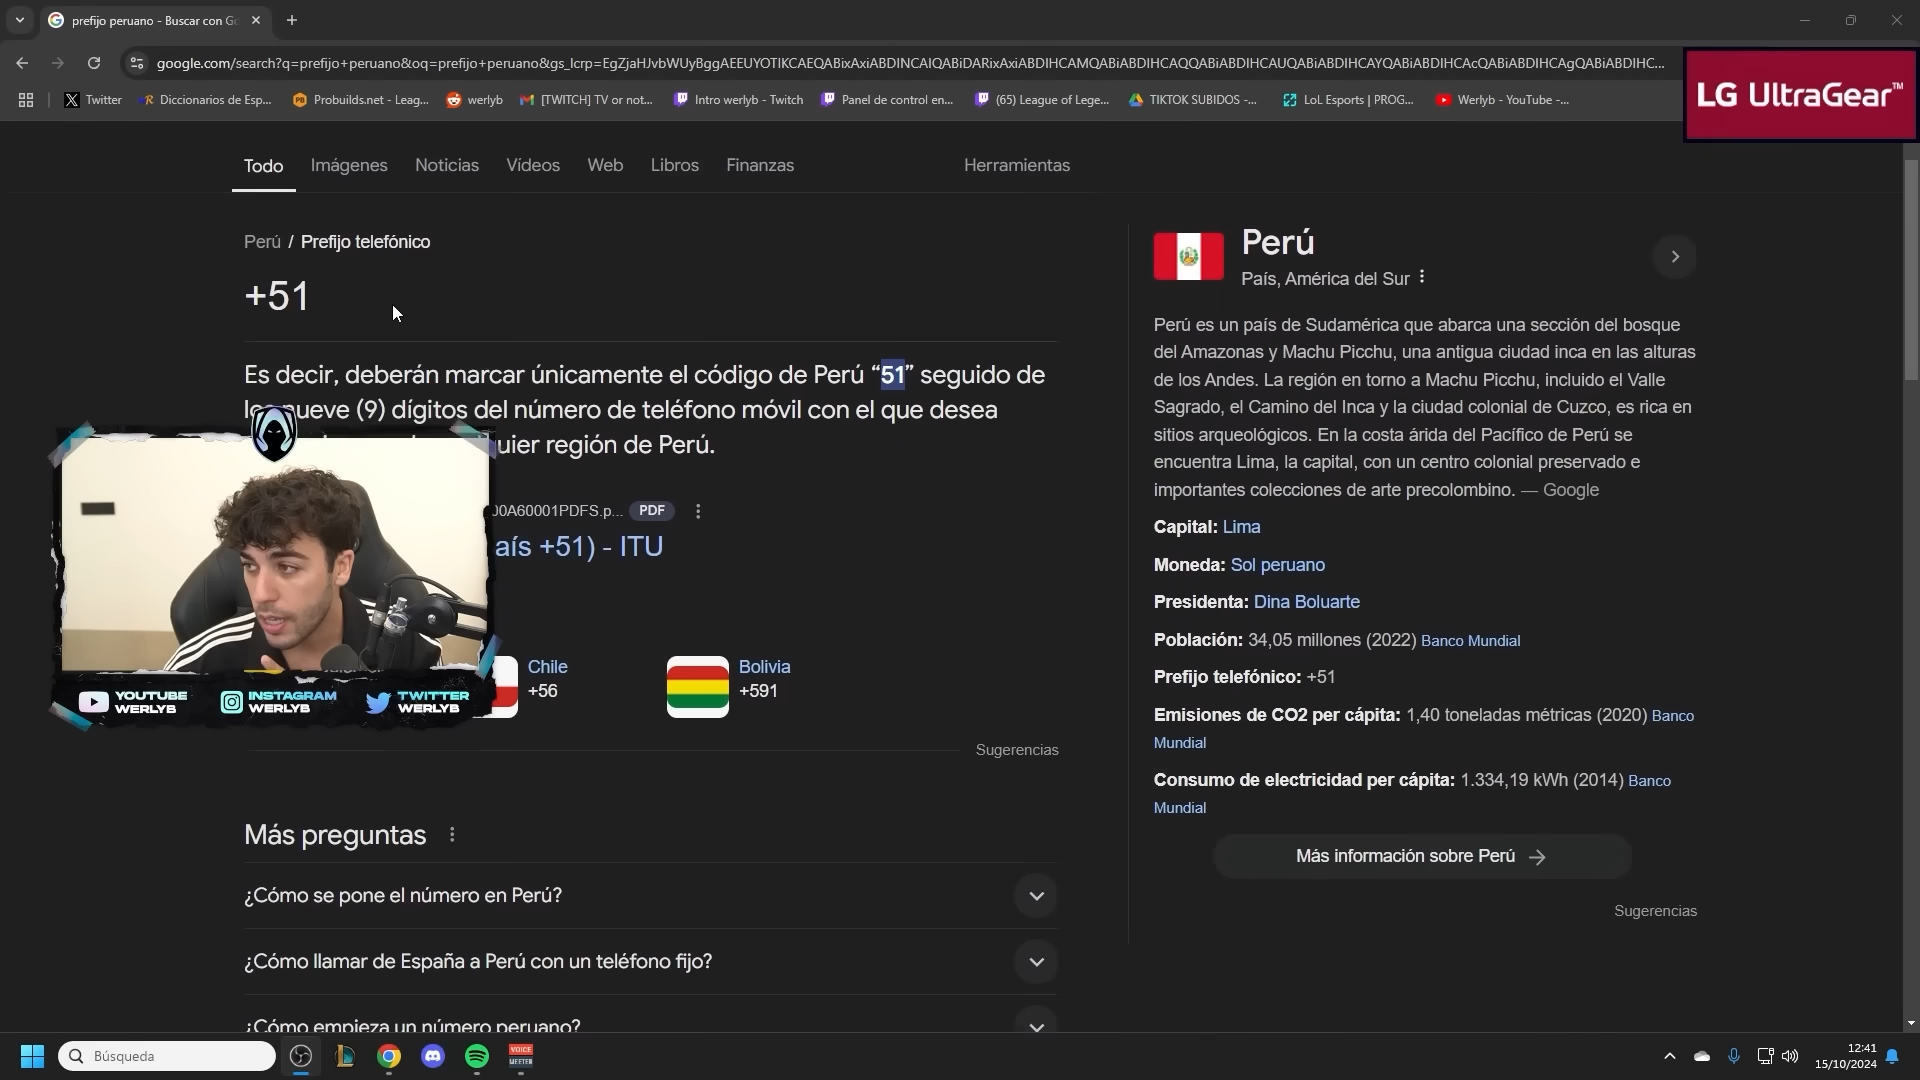 prefijo peruano - Buscar con Go
google.com/search?q=prefijo+peruano&oq=prefijo+peruano&gs_lcrp=EgZjaHJvbWUyBggAEEUYOTIKCAEQABixAxiABDINCAIQABiDARixAxiABDIHCAMQABiABDIHCAQQABiABDIHCAUQABiABDIHCAYQABiABDIHCAcQABiABDIHCAgQABiABDIHC...
Twitter
Diccionarios de Esp...
Probuilds.net - Leag...
werlyb
[TWITCH] TV or not...
Intro werlyb - Twitch
Panel de control en...
(65) League of Lege...
TIKTOK SUBIDOS -...
LoL Esports | PROG...
Werlyb - YouTube -...
LG UltraGear™
Todo
Imágenes
Noticias
Vídeos
Web
Libros
Finanzas
Herramientas
Perú / Prefijo telefónico
+51
Es decir, deberán marcar únicamente el código de Perú “51” seguido de
nueve (9) dígitos del número de teléfono móvil con el que desea
región de Perú.
00A60001PDFS.p...
PDF
aís +51) - ITU
Chile
+56
Bolivia
+591
Sugerencias
YOUTUBE
WERLYB
INSTAGRAM
WERLYB
TWITTER
WERLYB
Más preguntas
¿Cómo se pone el número en Perú?
¿Cómo llamar de España a Perú con un teléfono fijo?
¿Cómo empieza un número peruano?
Perú
País, América del Sur
Perú es un país de Sudamérica que abarca una sección del bosque
del Amazonas y Machu Picchu, una antigua ciudad inca en las alturas
de los Andes. La región en torno a Machu Picchu, incluido el Valle
Sagrado, el Camino del Inca y la ciudad colonial de Cuzco, es rica en
sitios arqueológicos. En la costa árida del Pacífico de Perú se
encuentra Lima, la capital, con un centro colonial preservado e
importantes colecciones de arte precolombino. — Google
Capital: Lima
Moneda: Sol peruano
Presidenta: Dina Boluarte
Población: 34,05 millones (2022) Banco Mundial
Prefijo telefónico: +51
Emisiones de CO2 per cápita: 1,40 toneladas métricas (2020) Banco
Mundial
Consumo de electricidad per cápita: 1.334,19 kWh (2014) Banco
Mundial
Más información sobre Perú
Sugerencias
Búsqueda
VOICE
MEETER
12:41
15/10/2024